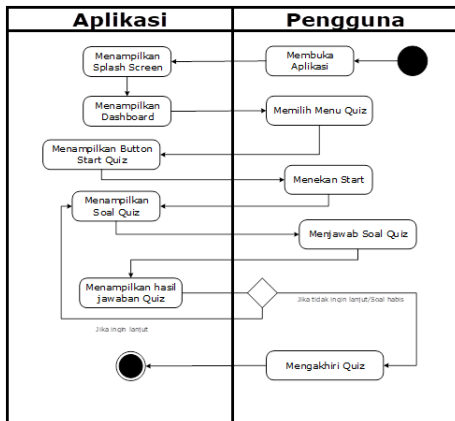 Aplikasi
Pengguna
Menampilkan
Splash Screen
Membuka
Aplikasi
Menampilkan
Dashboard
Memilih Menu Quiz
Menampilkan Button
Start Quiz
Menekan Start
Menampilkan
Soal Quiz
Menjawab Soal Quiz
Menampilkan hasil
jawaban Quiz
Jika tidak ingin lanjut/Soal habis
Jika ingin lanjut
Mengakhiri Quiz